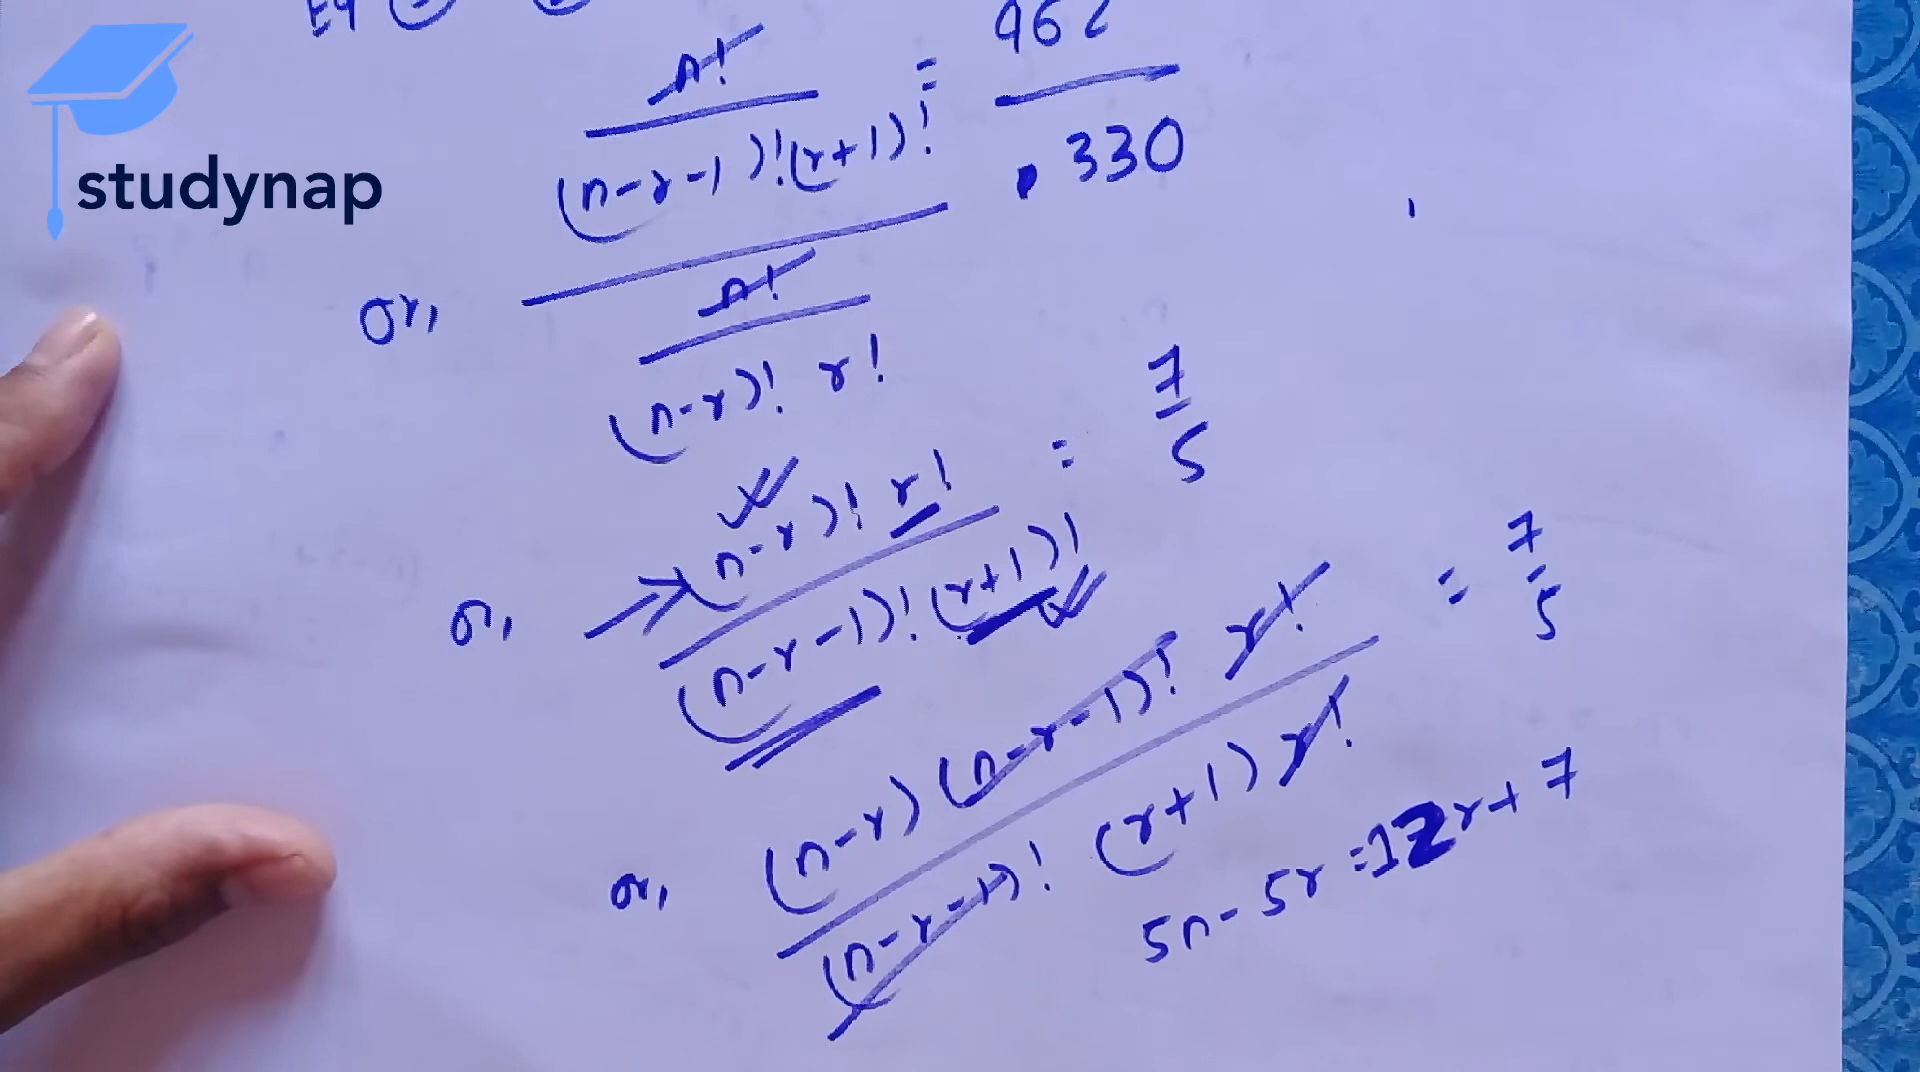 studynap
n! = 462
(n-r-1)!(r+1)! 330
or,
n!
(n-r)! r!
or, (n-r)! r! = 7
(n-r-1)! (r+1)! 5
or, (n-r) (n-r-1)! r! = 7
(n-r-1)! (r+1) r! 5
5n - 5r = 12r + 7